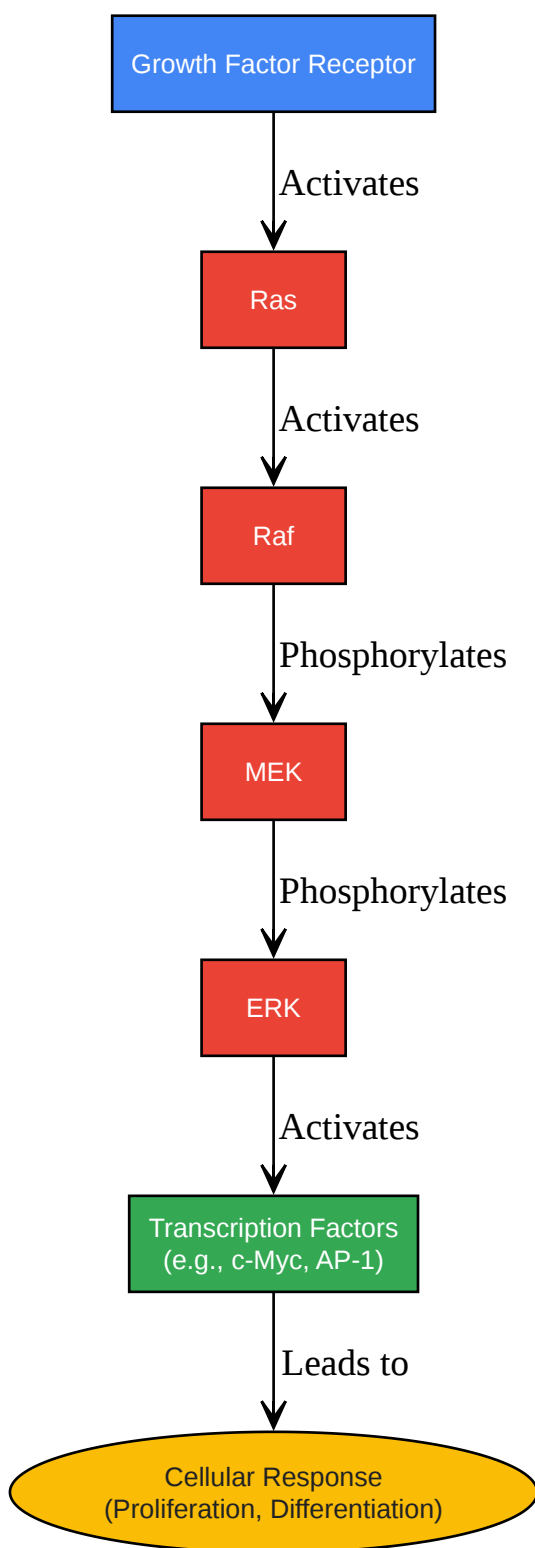 Growth Factor Receptor
Activates
Ras
Activates
Raf
Phosphorylates
MEK
Phosphorylates
ERK
Activates
Transcription Factors
(e.g., c-Myc, AP-1)
Leads to
Cellular Response
(Proliferation, Differentiation)